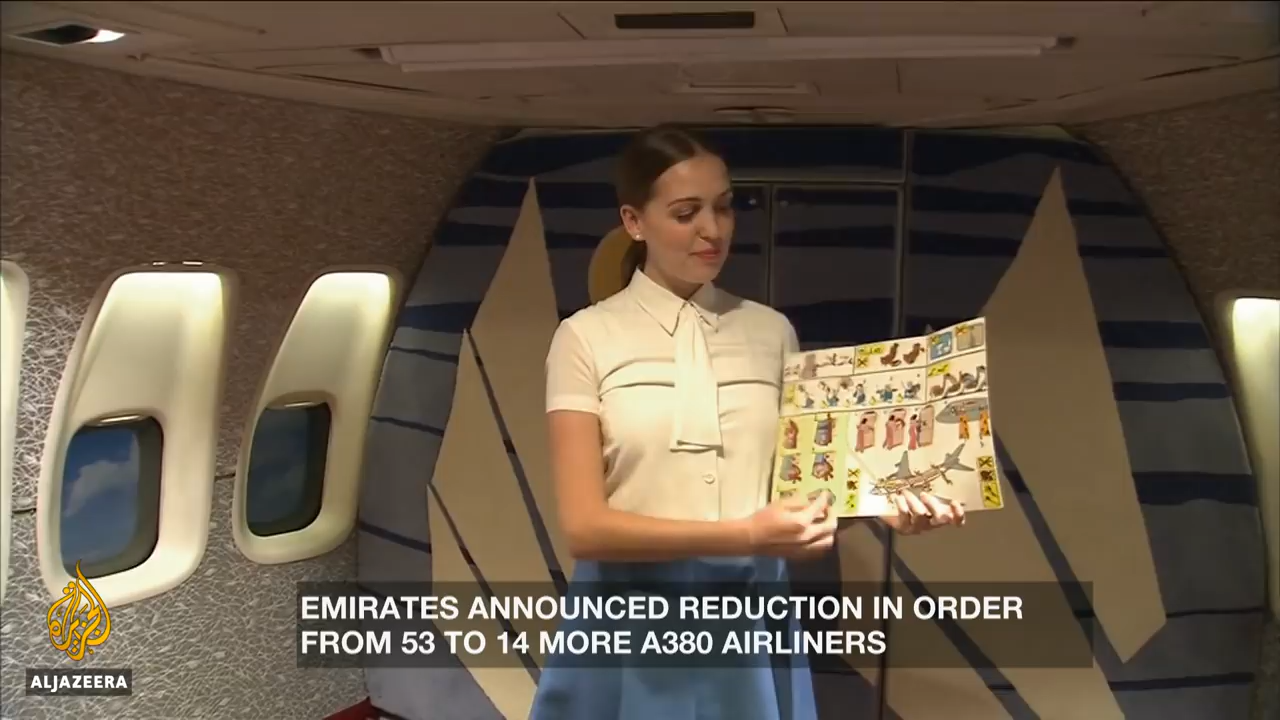 EMIRATES ANNOUNCED REDUCTION IN ORDER
FROM 53 TO 14 MORE A380 AIRLINERS
ALJAZEERA